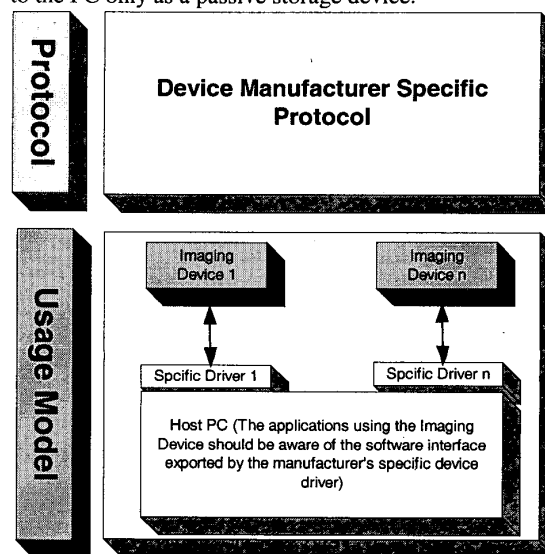 to the PC only as a passive storage device.
Protocol
Device Manufacturer Specific
Protocol
Usage Model
Imaging
Device 1
Imaging
Device n
Spcific Driver 1
Spcific Driver n
Host PC (The applications using the Imaging
Device should be aware of the software interface
exported by the manufacturer's specific device
driver)